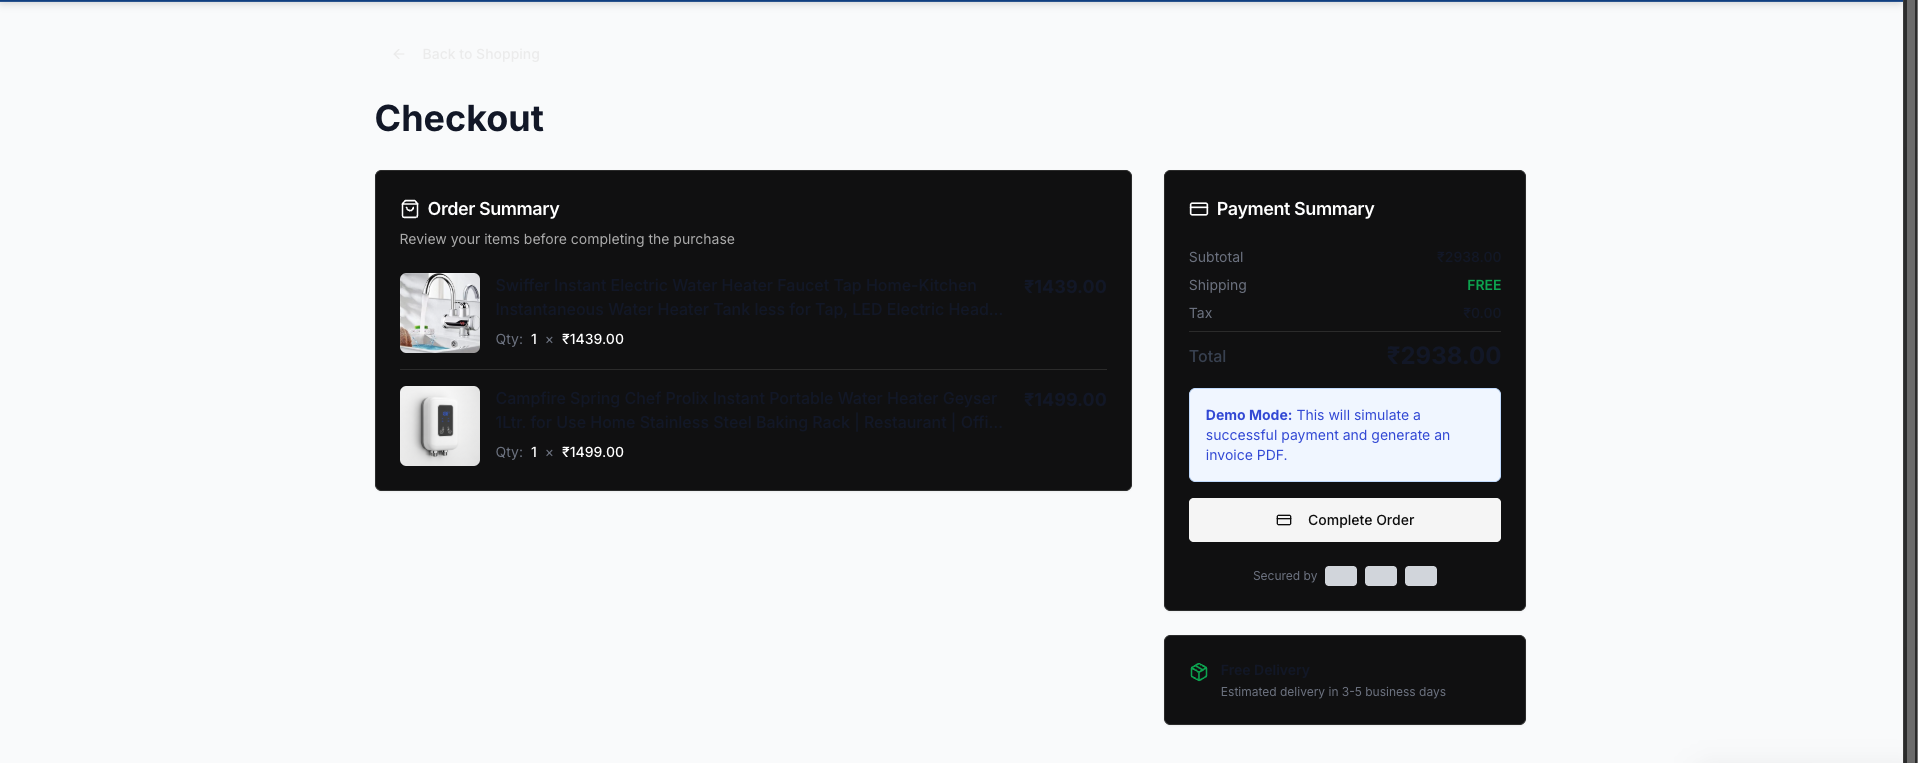 Back to Shopping
Checkout
Order Summary
Review your items before completing the purchase
Swiffer Instant Electric Water Heater Faucet Tap Home-Kitchen
Instantaneous Water Heater Tank less for Tap, LED Electric Head...
₹1439.00
Qty: 1 × ₹1439.00
Campfire Spring Chef Prolix Instant Portable Water Heater Geyser
1Ltr. for Use Home Stainless Steel Baking Rack | Restaurant | Offi...
₹1499.00
Qty: 1 × ₹1499.00
Payment Summary
Subtotal ₹2938.00
Shipping FREE
Tax ₹0.00
Total ₹2938.00
Demo Mode: This will simulate a
successful payment and generate an
invoice PDF.
Complete Order
Secured by
Free Delivery
Estimated delivery in 3-5 business days